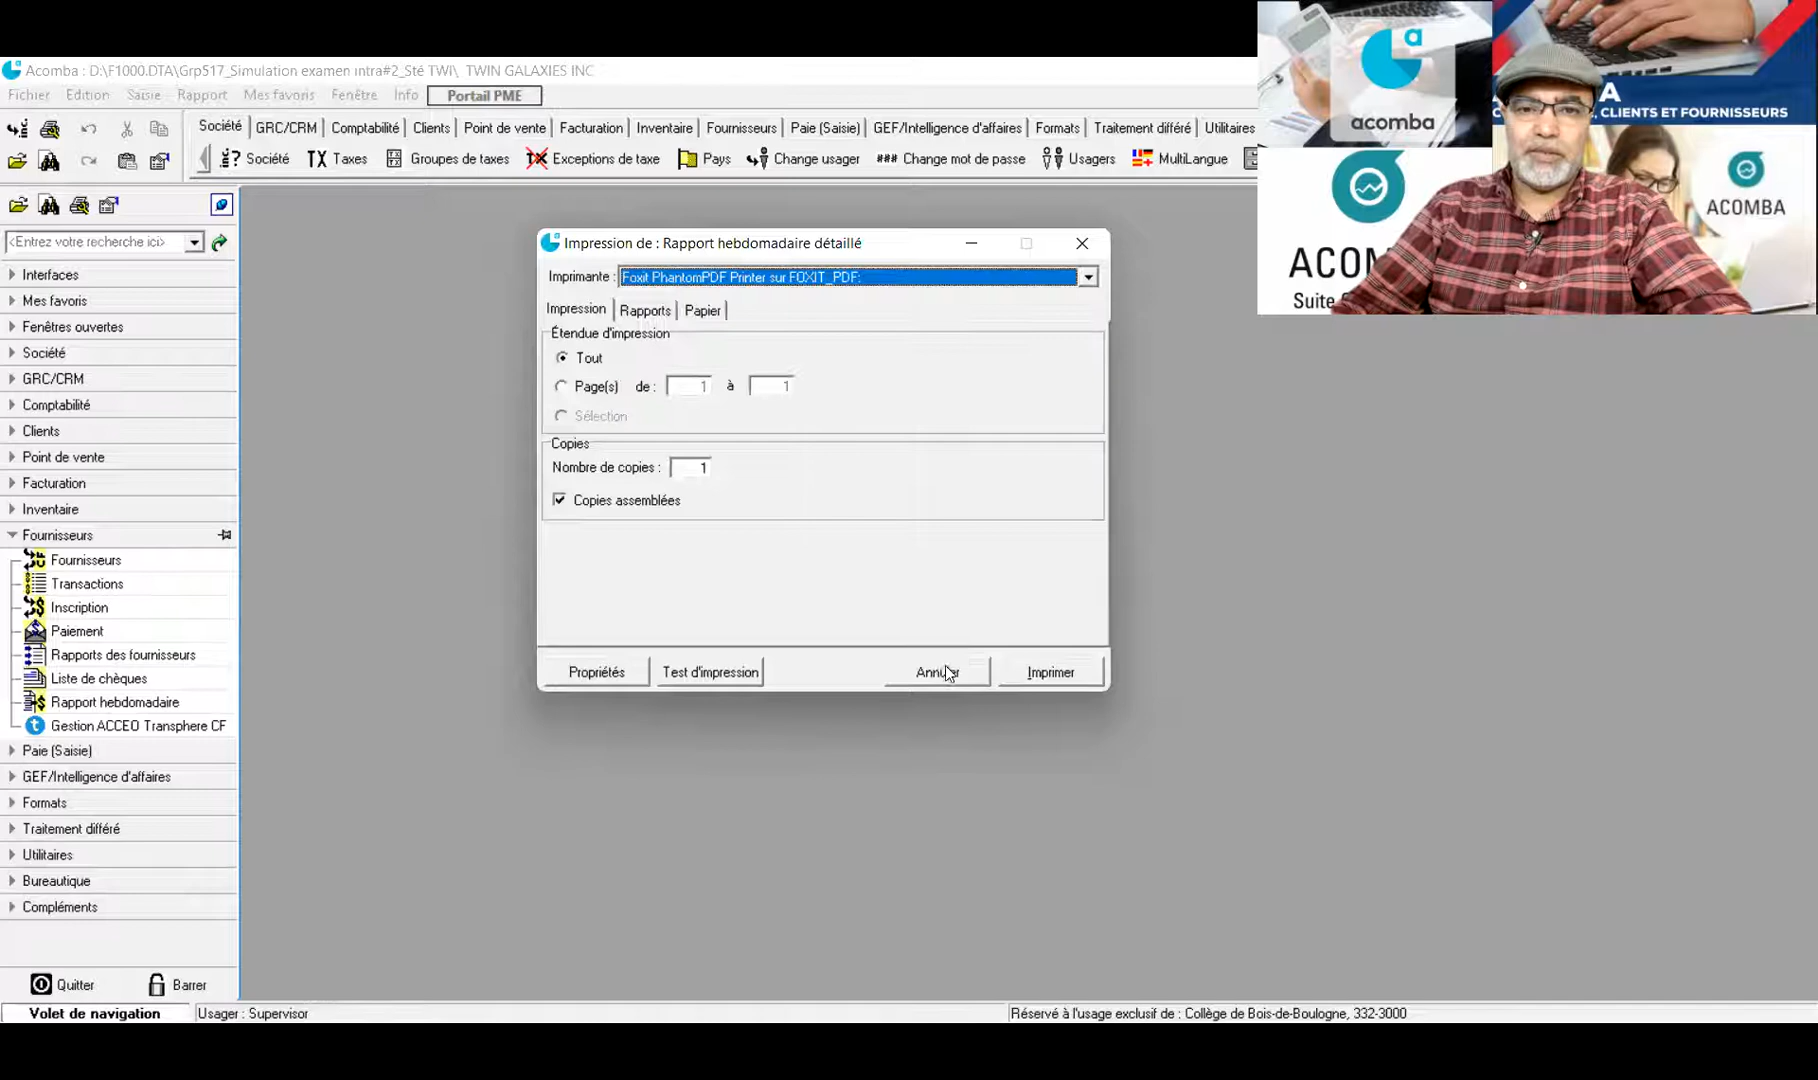 Acomba : D:\F1000.DTA\Grp517_Simulation examen intra#2_Sté TWI\ TWIN GALAXIES INC
Fichier Edition Saisie Rapport Mes favoris Fenêtre Info Portail PME
Société GRC/CRM Comptabilité Clients Point de vente Facturation Inventaire Fournisseurs Paie (Saisie) GEF/Intelligence d'affaires Formats Traitement différé Utilitaires
Société TX Taxes Groupes de taxes Exceptions de taxe Pays Change usager ### Change mot de passe Usagers MultiLangue
<Entrez votre recherche ici>
Interfaces
Mes favoris
Fenêtres ouvertes
Société
GRC/CRM
Comptabilité
Clients
Point de vente
Facturation
Inventaire
Fournisseurs
Fournisseurs
Transactions
Inscription
Paiement
Rapports des fournisseurs
Liste de chèques
Rapport hebdomadaire
Gestion ACCEO Transphere CF
Paie (Saisie)
GEF/Intelligence d'affaires
Formats
Traitement différé
Utilitaires
Bureautique
Compléments
Quitter Barrer
Volet de navigation
Usager : Supervisor
Réservé à l'usage exclusif de : Collège de Bois-de-Boulogne, 332-3000
Impression de : Rapport hebdomadaire détaillé
Imprimante : Foxit PhantomPDF Printer sur FOXIT_PDF:
Impression Rapports Papier
Étendue d'impression
Tout
Page(s) de : 1 à 1
Sélection
Copies
Nombre de copies : 1
Copies assemblées
Propriétés Test d'impression Annuler Imprimer
a
acomba
A
, CLIENTS ET FOURNISSEURS
ACOMBA
Suite